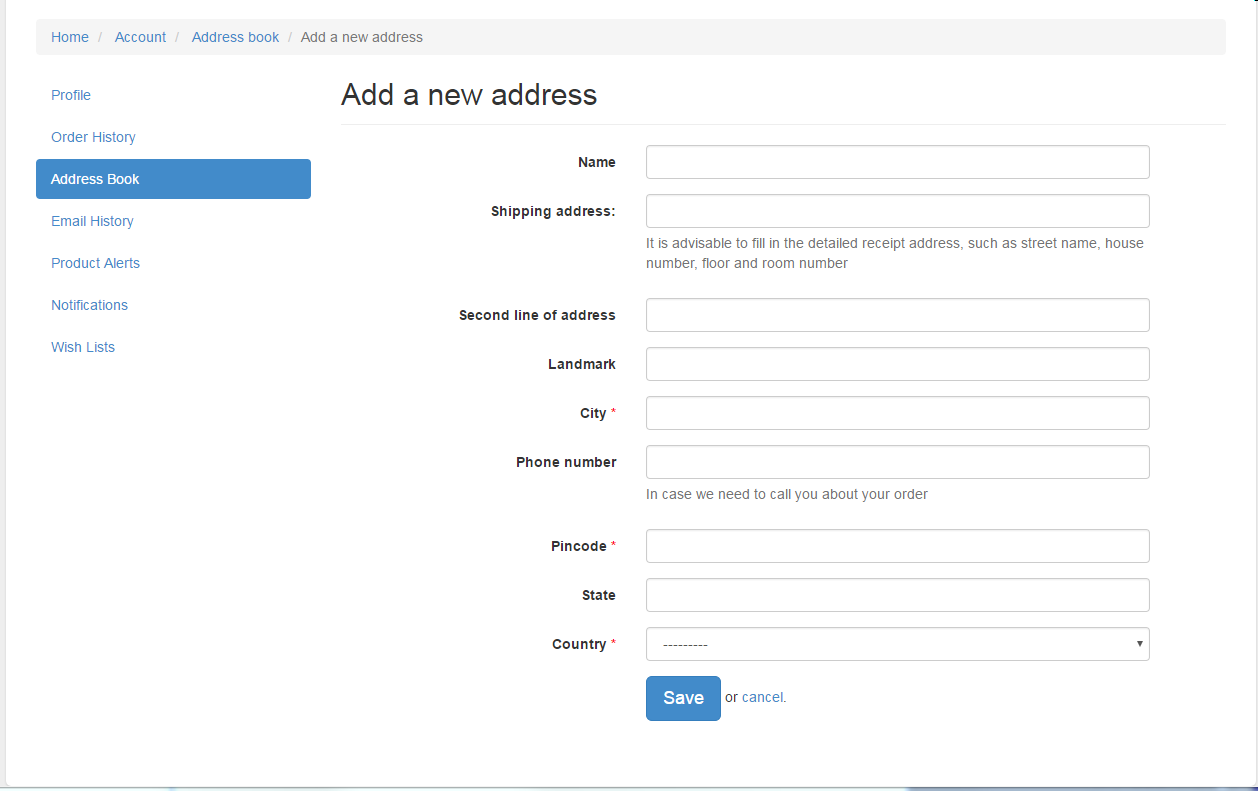 Home / Account / Address book / Add a new address
Profile
Order History
Address Book
Email History
Product Alerts
Notifications
Wish Lists
Add a new address
Name
Shipping address:
It is advisable to fill in the detailed receipt address, such as street name, house
number, floor and room number
Second line of address
Landmark
City *
Phone number
In case we need to call you about your order
Pincode *
State
Country *
---------
Save or cancel.